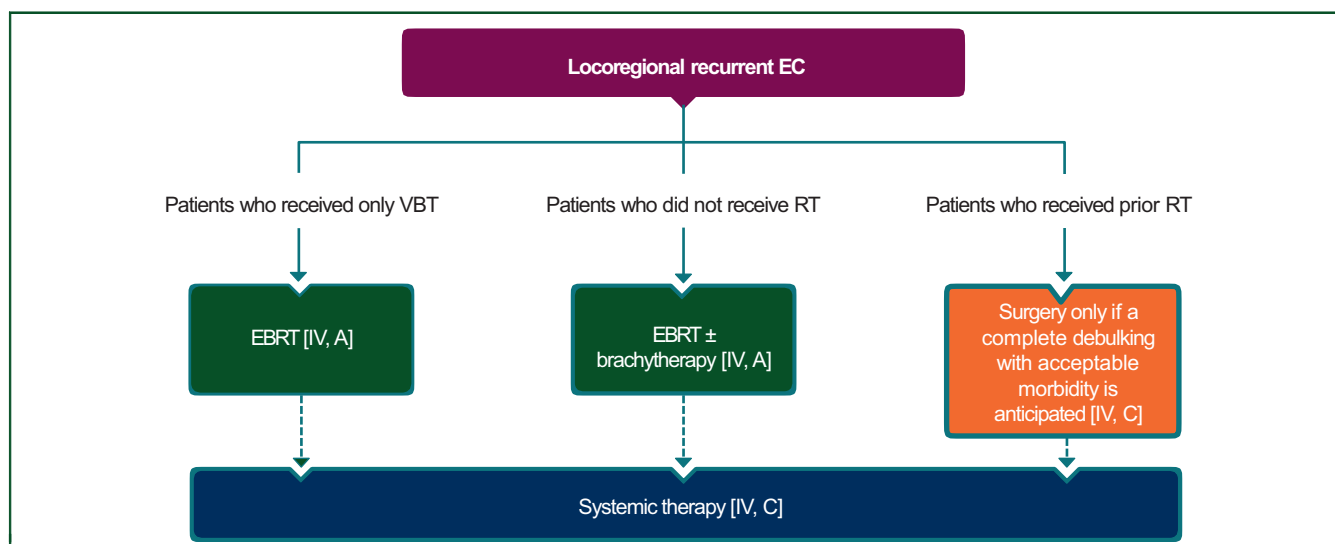 Locoregional recurrent EC
Patients who received only VBT
Patients who did not receive RT
Patients who received prior RT
EBRT [IV, A]
EBRT ±
brachytherapy [IV, A]
Surgery only if a
complete debulking
with acceptable
morbidity is
anticipated [IV, C]
Systemic therapy [IV, C]